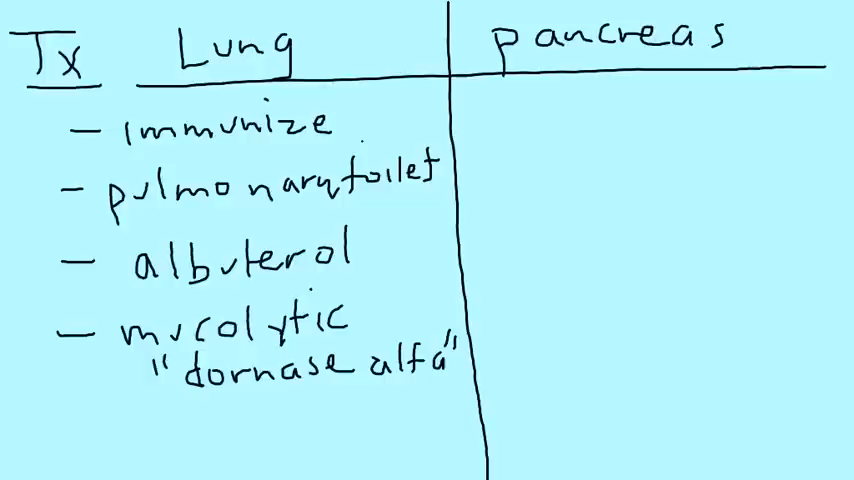 Tx Lung pancreas
- immunize
- pulmonary toilet
- albuterol
- mucolytic
"dornase alfa"